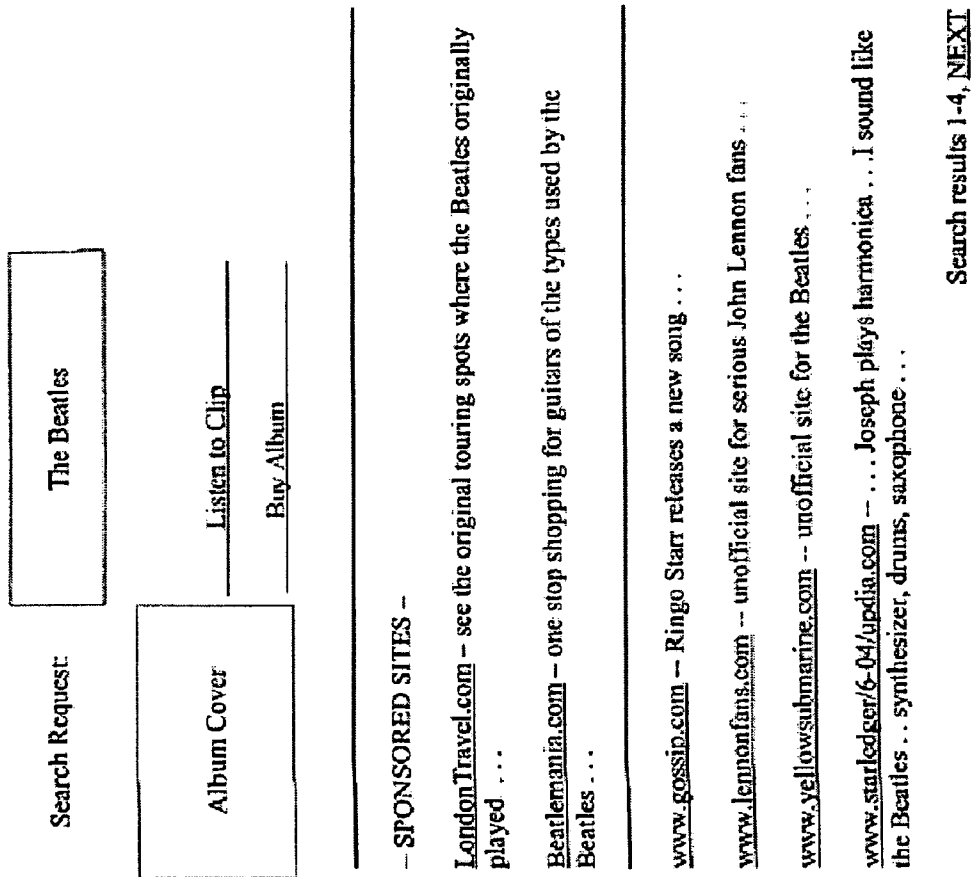 Search Request: The Beatles
Album Cover
Listen to Clip
Buy Album
– SPONSORED SITES –
LondonTravel.com – see the original touring spots where the Beatles originally
played . . .
Beatlemania.com – one stop shopping for guitars of the types used by the
Beatles . . .
www.gossip.com -- Ringo Starr releases a new song . . .
www.lennonfans.com -- unofficial site for serious John Lennon fans . . .
www.yellowsubmarine.com -- unofficial site for the Beatles . . .
www.starledger/6-04/updia.com -- . . . Joseph plays harmonica . . .I sound like
the Beatles . . synthesizer, drums, saxophone . . .
Search results 1-4, NEXT